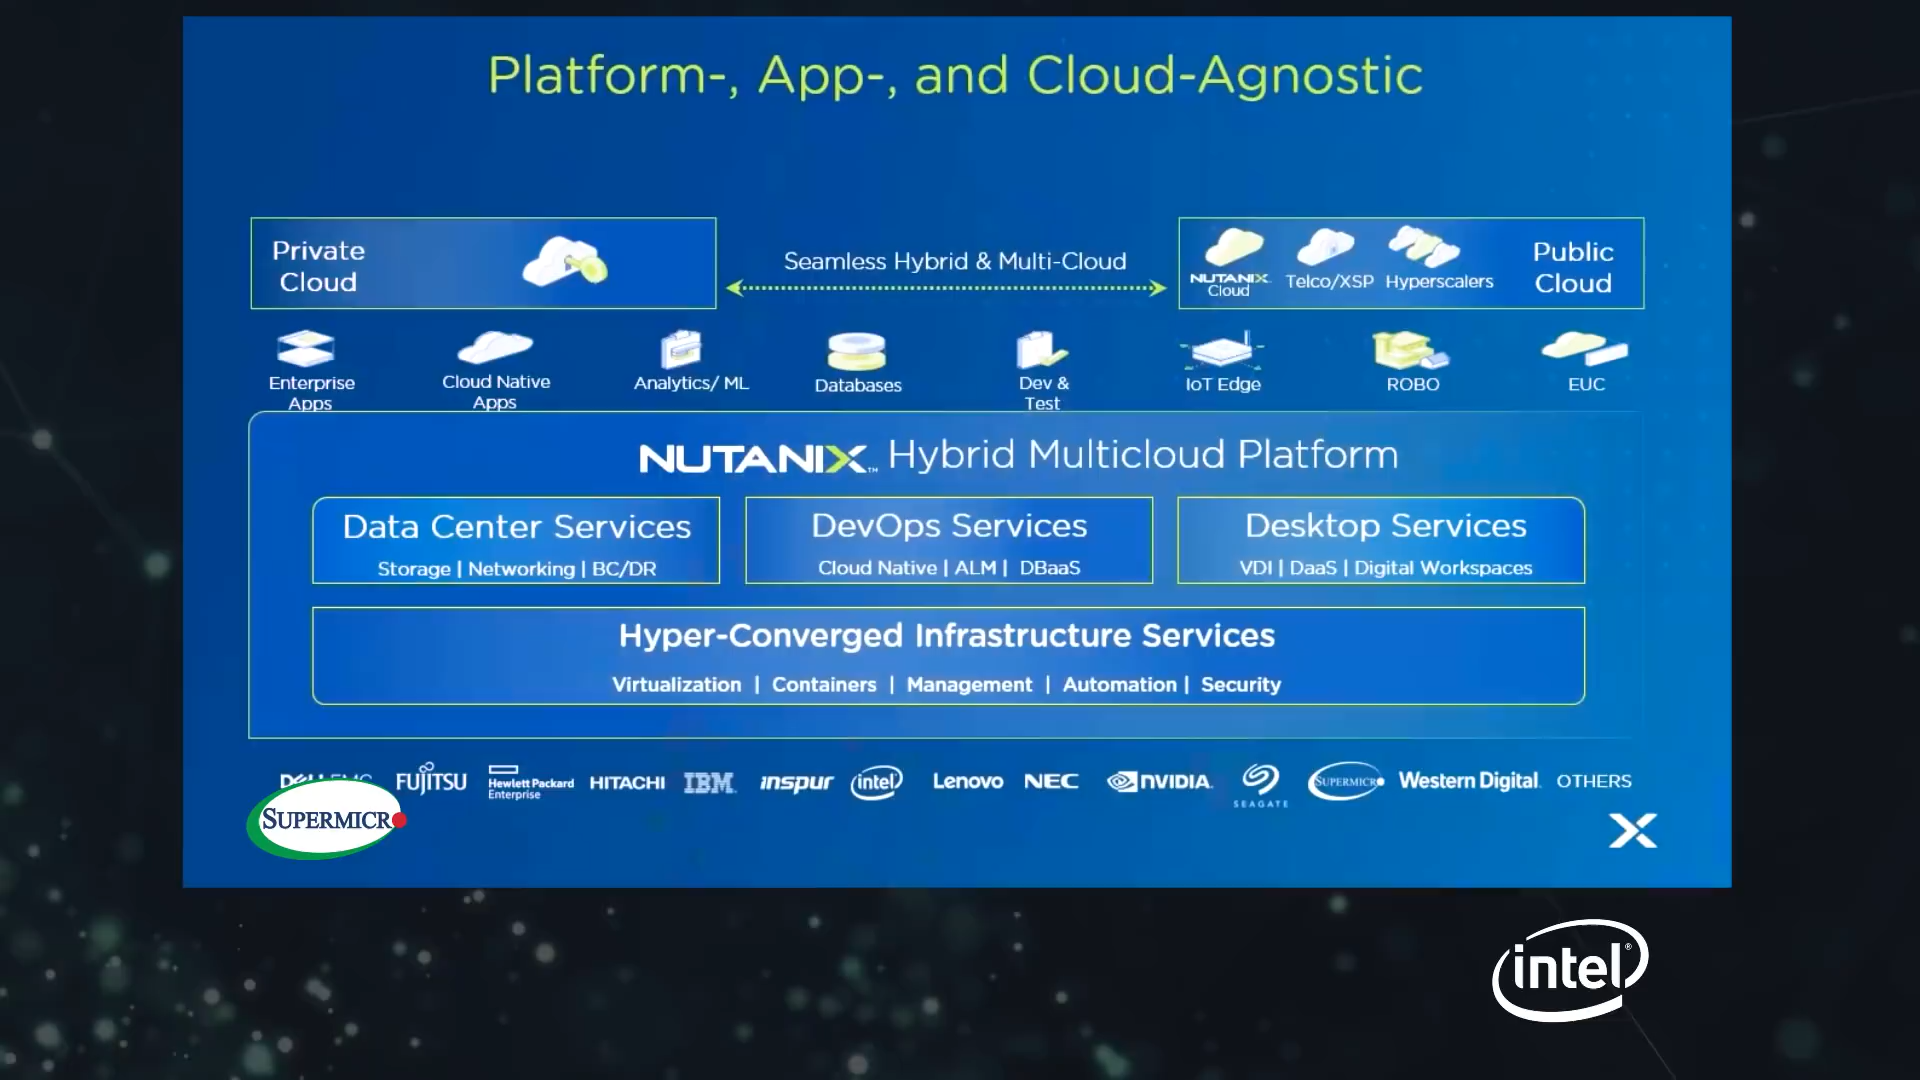 Platform-, App-, and Cloud-Agnostic
Private
Cloud
Seamless Hybrid & Multi-Cloud
NUTANIX
Cloud
Telco/XSP
Hyperscalers
Public
Cloud
Enterprise
Apps
Cloud Native
Apps
Analytics/ ML
Databases
Dev &
Test
IoT Edge
ROBO
EUC
NUTANIX™ Hybrid Multicloud Platform
Data Center Services
Storage | Networking | BC/DR
DevOps Services
Cloud Native | ALM | DBaaS
Desktop Services
VDI | DaaS | Digital Workspaces
Hyper-Converged Infrastructure Services
Virtualization | Containers | Management | Automation | Security
FUJITSU
Hewlett Packard
Enterprise
HITACHI
IBM
inspur
intel
Lenovo
NEC
NVIDIA
SEAGATE
SUPERMICRO
Western Digital
OTHERS
SUPERMICRO
intel®